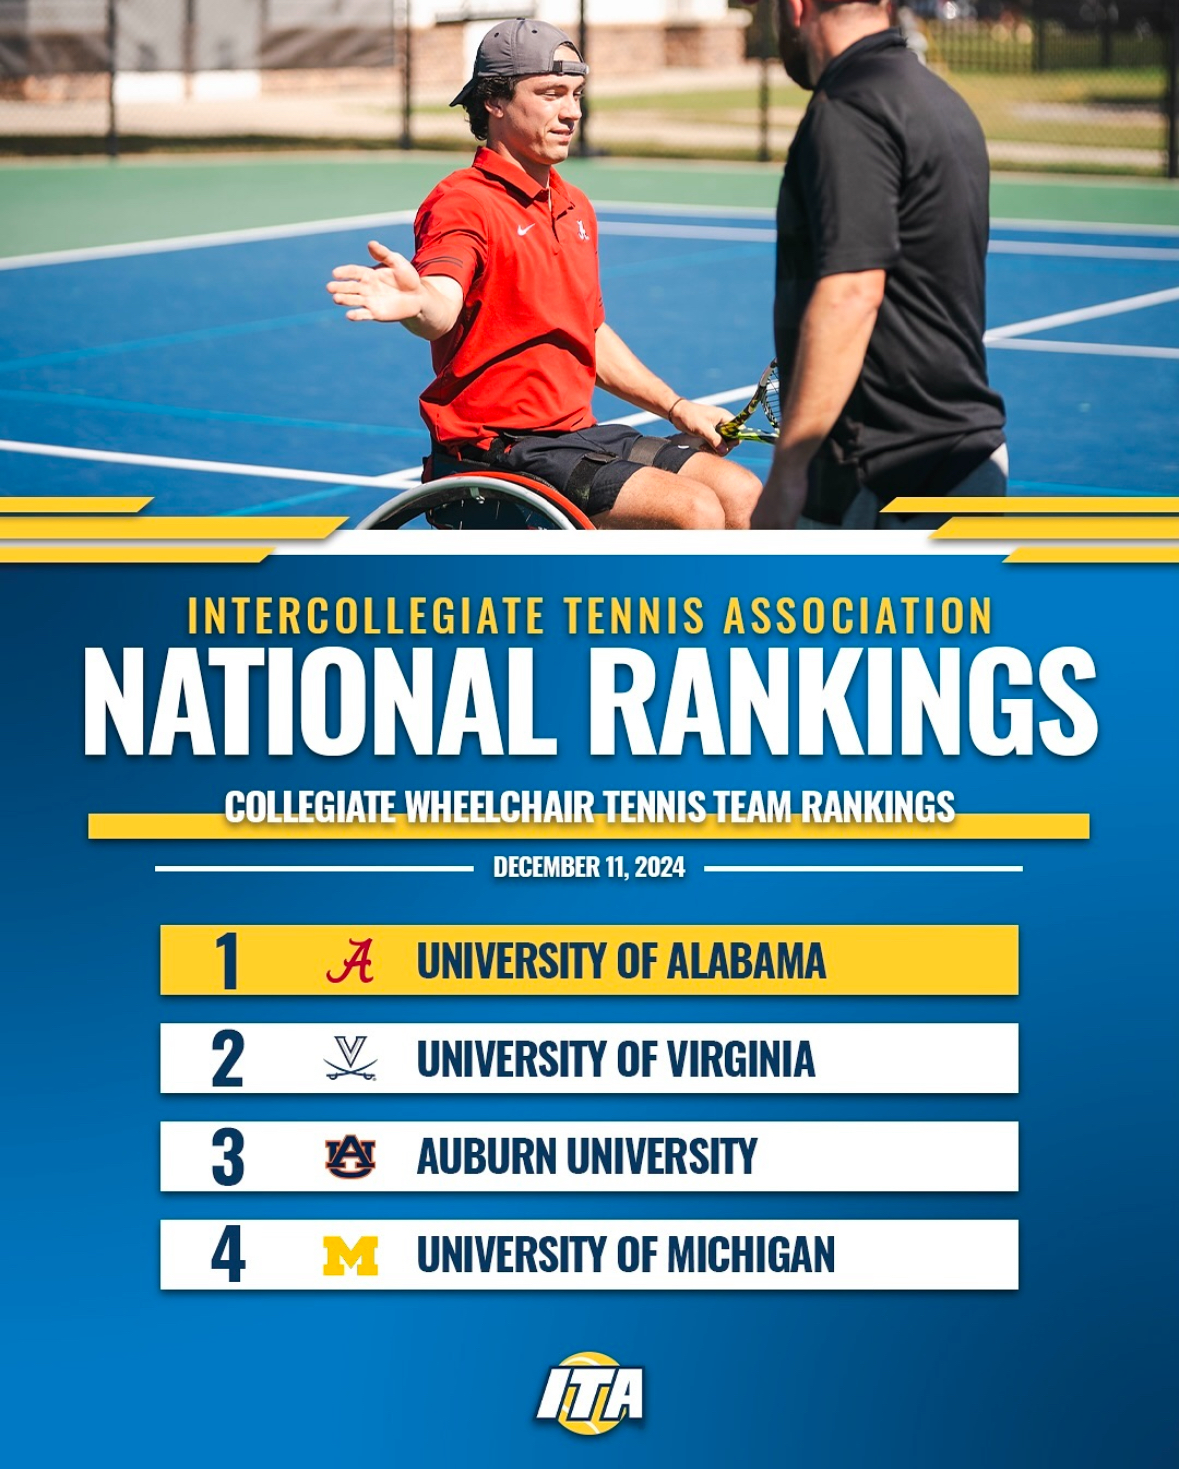 INTERCOLLEGIATE TENNIS ASSOCIATION
NATIONAL RANKINGS
COLLEGIATE WHEELCHAIR TENNIS TEAM RANKINGS
DECEMBER 11, 2024
1 A UNIVERSITY OF ALABAMA
2 V UNIVERSITY OF VIRGINIA
3 AU AUBURN UNIVERSITY
4 M UNIVERSITY OF MICHIGAN
ITA